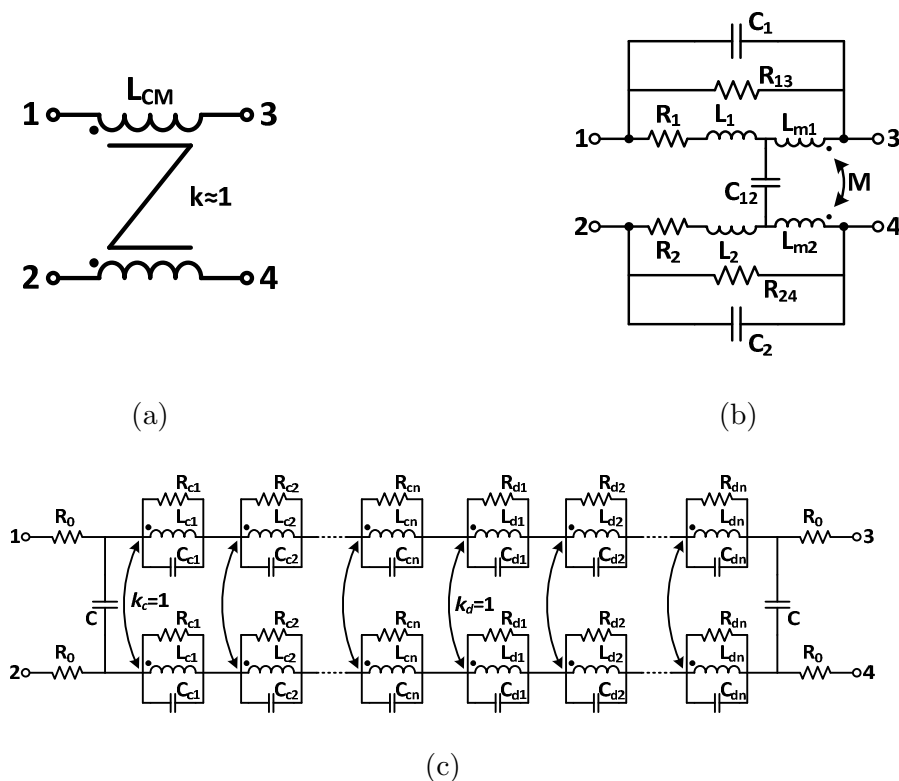 L_CM
1 3
k≈1
2 4
(a)
C_1
R_13
R_1 L_1 L_m1
1 3
C_12 M
2 4
R_2 L_2 L_m2
R_24
C_2
(b)
R_c1 R_c2 R_cn R_d1 R_d2 R_dn
1 R_0 L_c1 L_c2 L_cn L_d1 L_d2 L_dn R_0 3
C_c1 C_c2 C_cn C_d1 C_d2 C_dn
C k_c=1 k_d=1 C
R_c1 R_c2 R_cn R_d1 R_d2 R_dn
2 R_0 L_c1 L_c2 L_cn L_d1 L_d2 L_dn R_0 4
C_c1 C_c2 C_cn C_d1 C_d2 C_dn
(c)